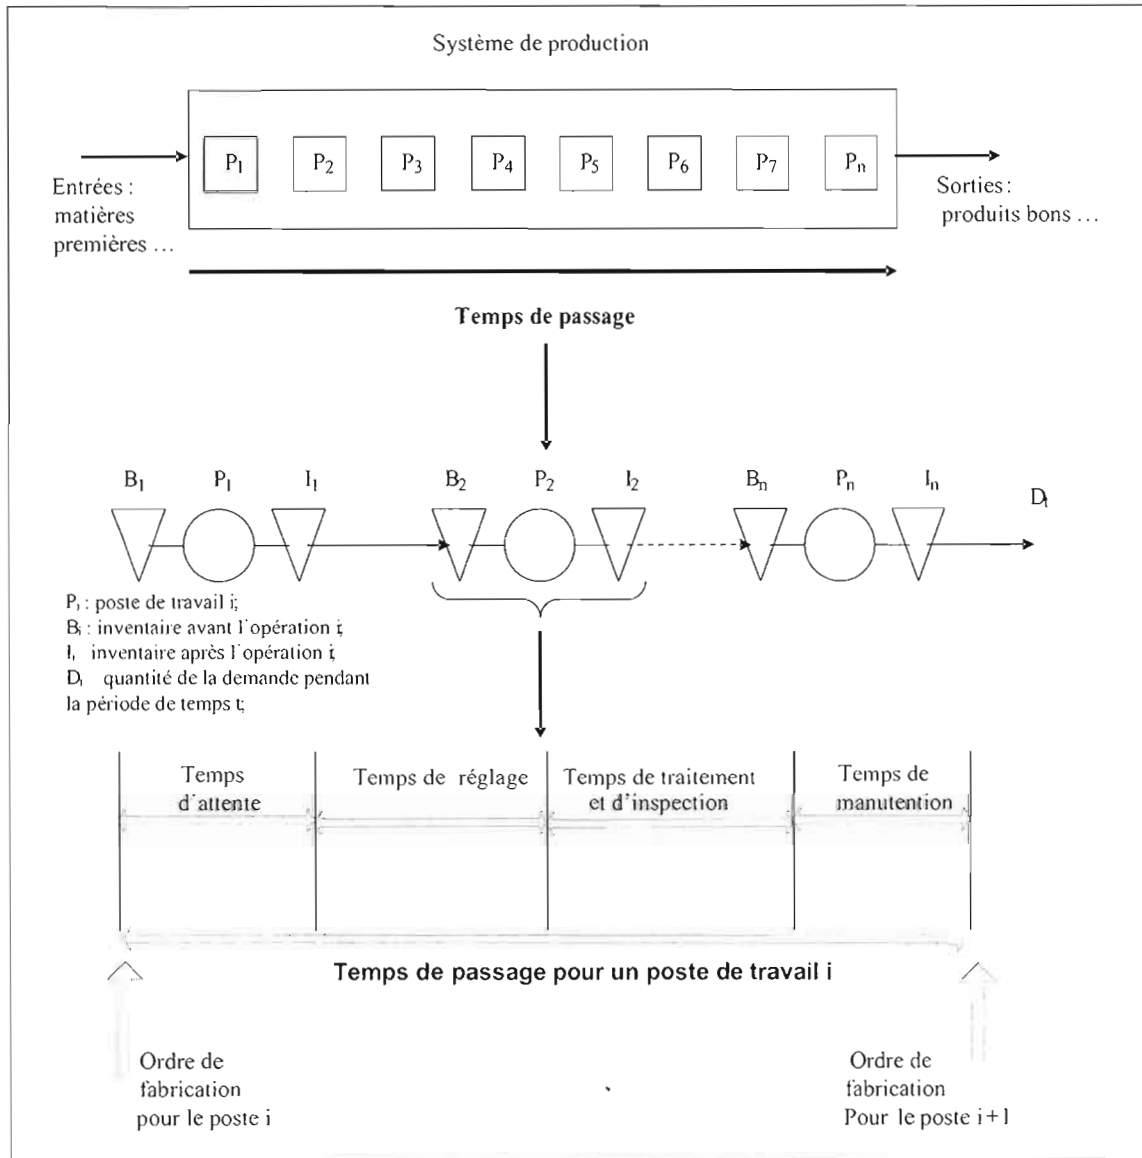 Système de production
P1 P2 P3 P4 P5 P6 P7 Pn
Entrées :
matières
premières …
Sorties :
produits bons …
Temps de passage
B1 P1 I1 B2 P2 I2 Bn Pn In Dt
Pi : poste de travail i;
Bi : inventaire avant l'opération i;
Ii inventaire après l'opération i;
Dt quantité de la demande pendant
la période de temps t;
Temps
d'attente
Temps de réglage
Temps de traitement
et d'inspection
Temps de
manutention
Temps de passage pour un poste de travail i
Ordre de
fabrication
pour le poste i
Ordre de
fabrication
Pour le poste i+1